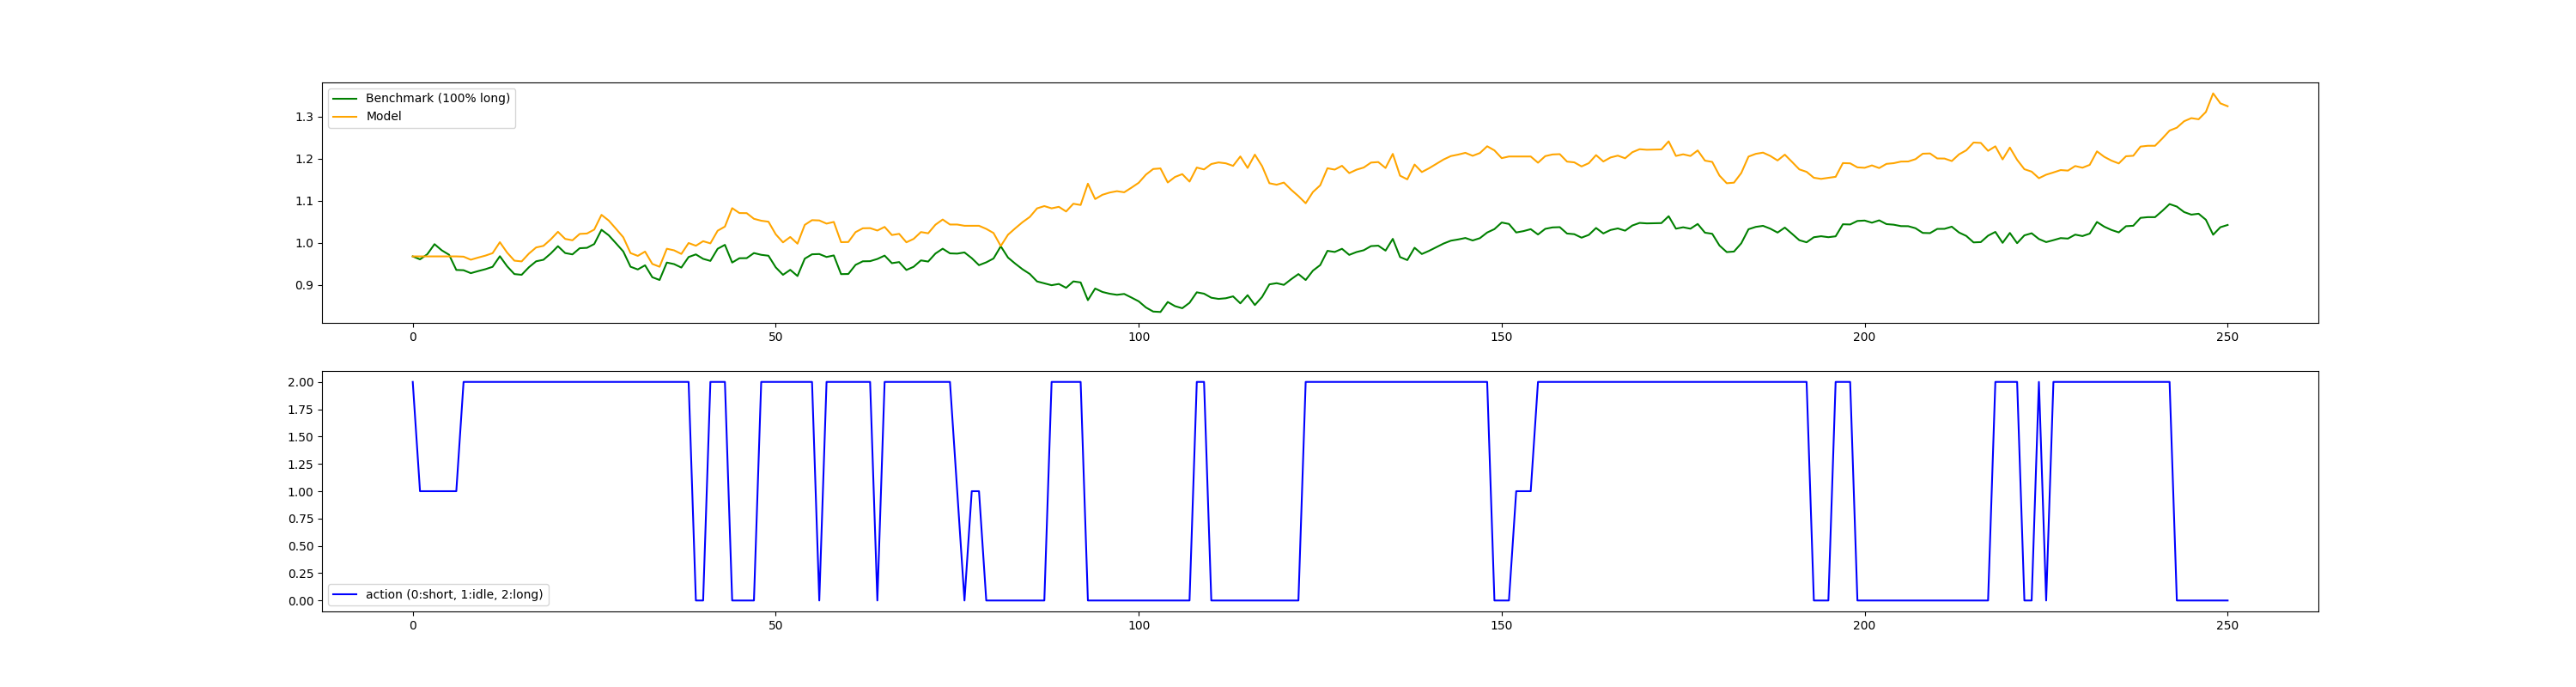 Benchmark (100% long)
Model
1.3
1.2
1.1
1.0
0.9
0 50 100 150 200 250
2.00
1.75
1.50
1.25
1.00
0.75
0.50
0.25
0.00
action (0:short, 1:idle, 2:long)
0 50 100 150 200 250